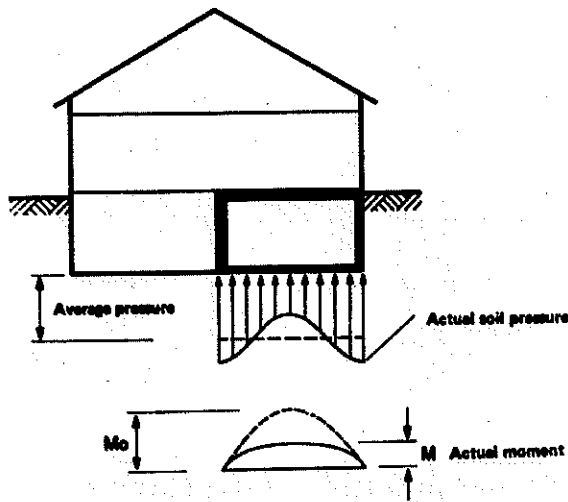 Average pressure
Actual soil pressure
Mo
M Actual moment